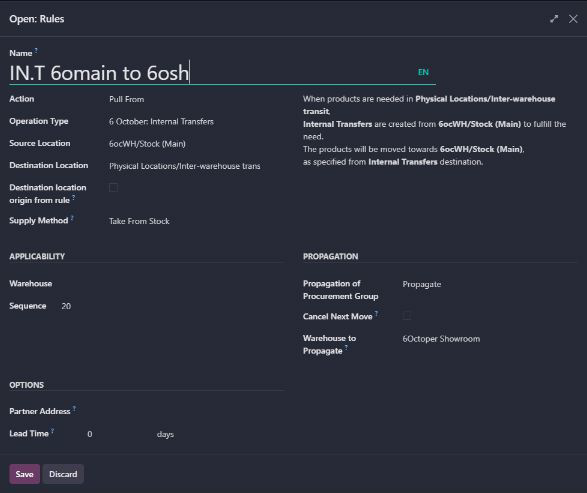 Open: Rules
Name ?
IN.T 6omain to 6osh
EN
Action
Pull From
Operation Type
6 October: Internal Transfers
Source Location
6ocWH/Stock (Main)
Destination Location
Physical Locations/Inter-warehouse trans
Destination location
origin from rule ?
Supply Method ?
Take From Stock
When products are needed in Physical Locations/Inter-warehouse
transit,
Internal Transfers are created from 6ocWH/Stock (Main) to fulfill the
need.
The products will be moved towards 6ocWH/Stock (Main),
as specified from Internal Transfers destination.
APPLICABILITY
Warehouse
Sequence
20
PROPAGATION
Propagation of
Procurement Group
Propagate
Cancel Next Move ?
Warehouse to
Propagate ?
6Octoper Showroom
OPTIONS
Partner Address ?
Lead Time ?
0
days
Save
Discard